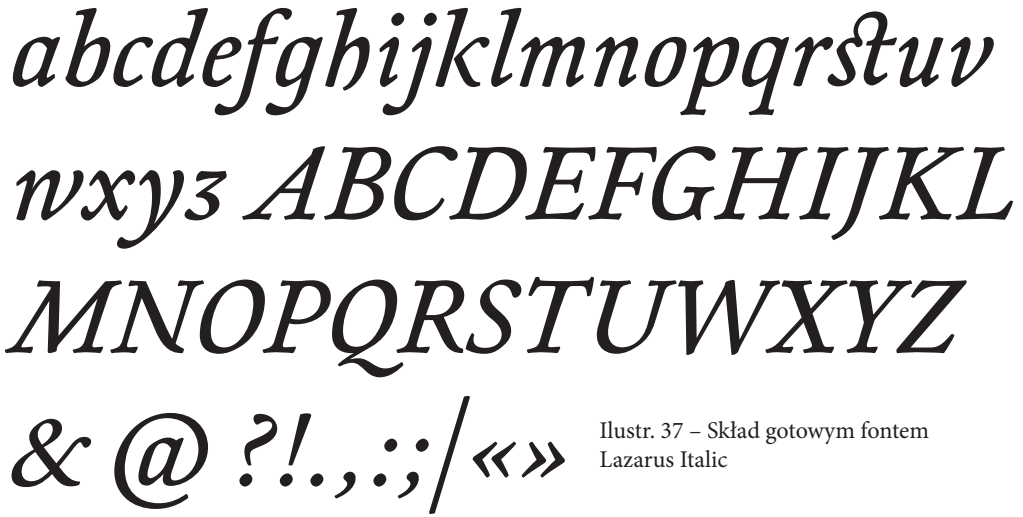 abcdefghijklmnopqrstuv
wxyz ABCDEFGHIJKL
MNOPQRSTUWXYZ
& @ ?!.,:;/«»
Ilustr. 37 – Skład gotowym fontem
Lazarus Italic